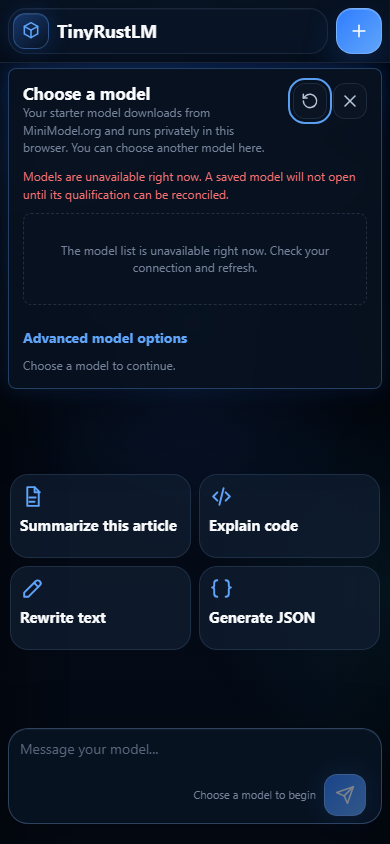 TinyRustLM
Choose a model
Your starter model downloads from
MiniModel.org and runs privately in this
browser. You can choose another model here.
Models are unavailable right now. A saved model will not open
until its qualification can be reconciled.
The model list is unavailable right now. Check your
connection and refresh.
Advanced model options
Choose a model to continue.
Summarize this article
Explain code
Rewrite text
Generate JSON
Message your model...
Choose a model to begin